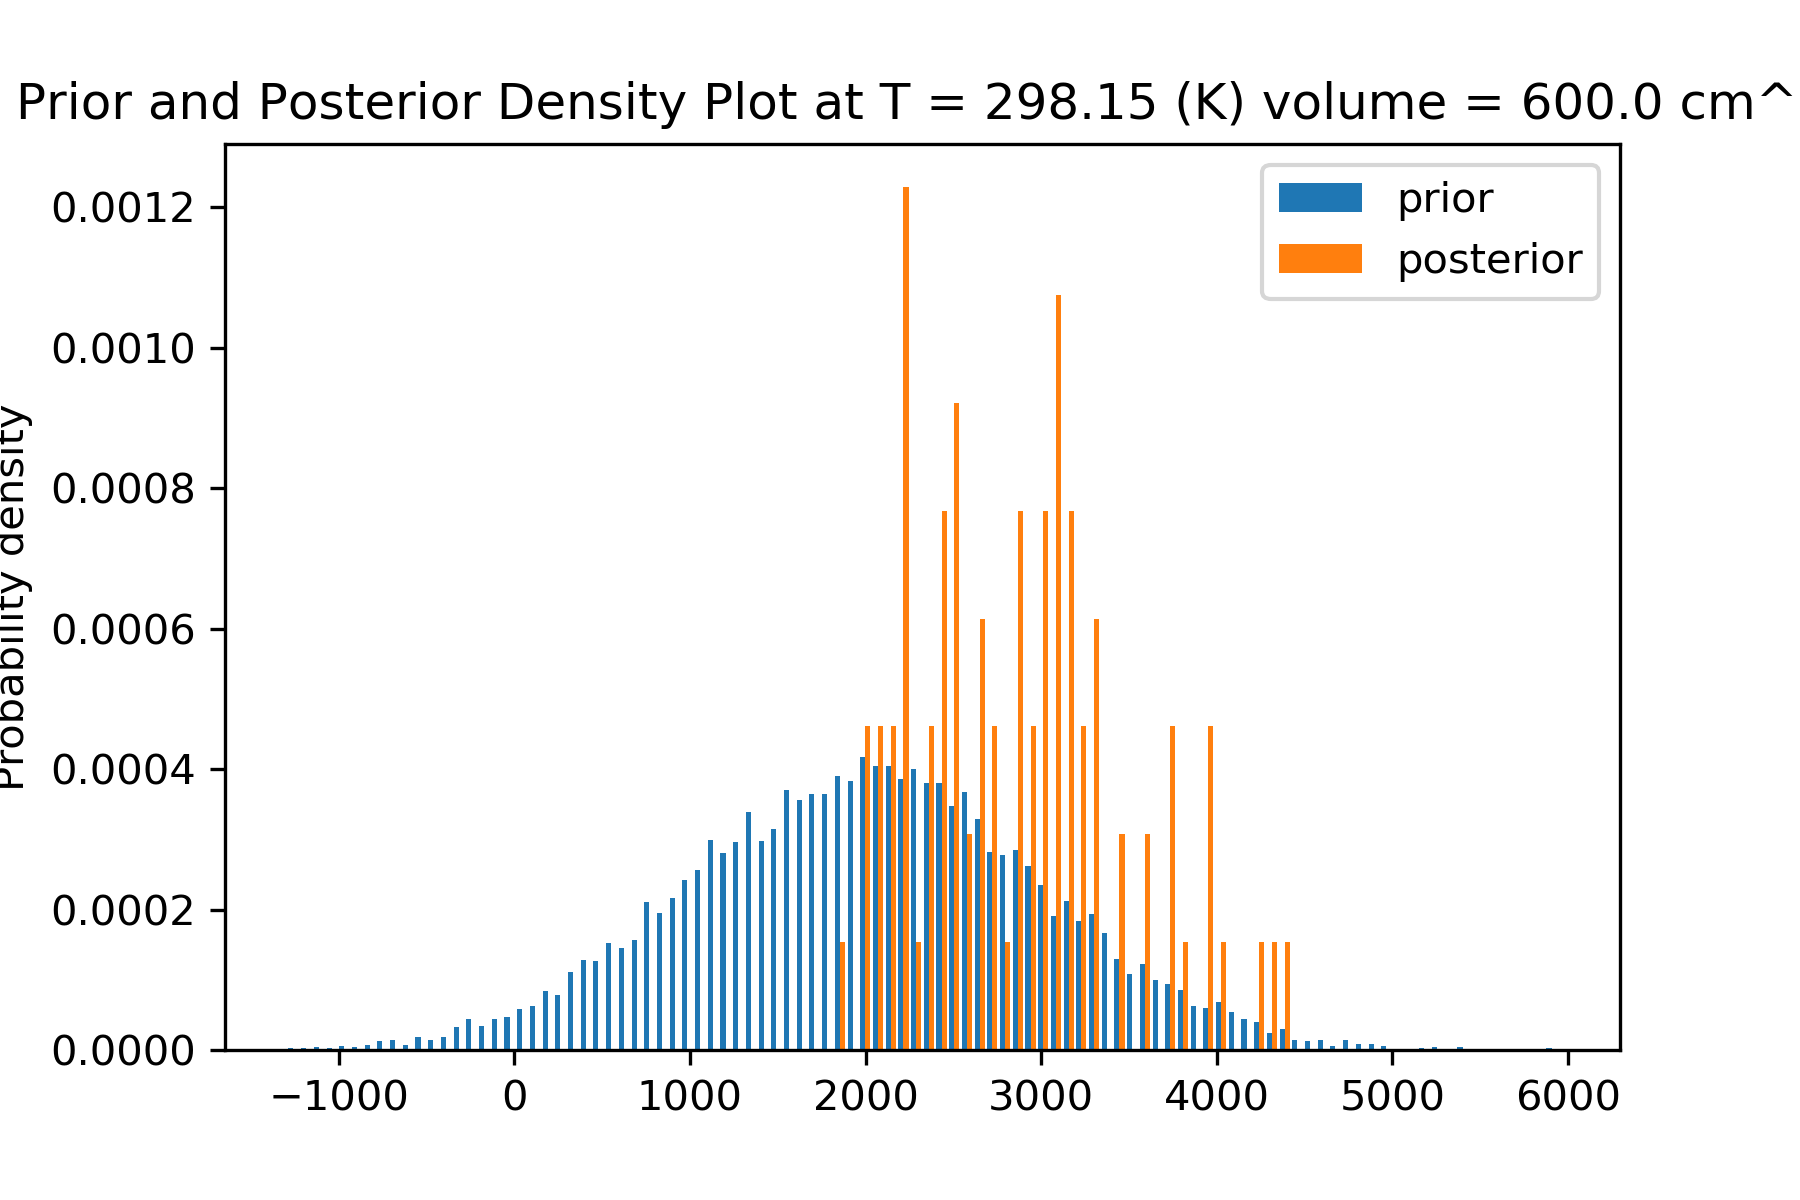 Prior and Posterior Density Plot at T = 298.15 (K) volume = 600.0 cm^
prior
posterior
Probability density
0.0012
0.0010
0.0008
0.0006
0.0004
0.0002
0.0000
−1000 0 1000 2000 3000 4000 5000 6000